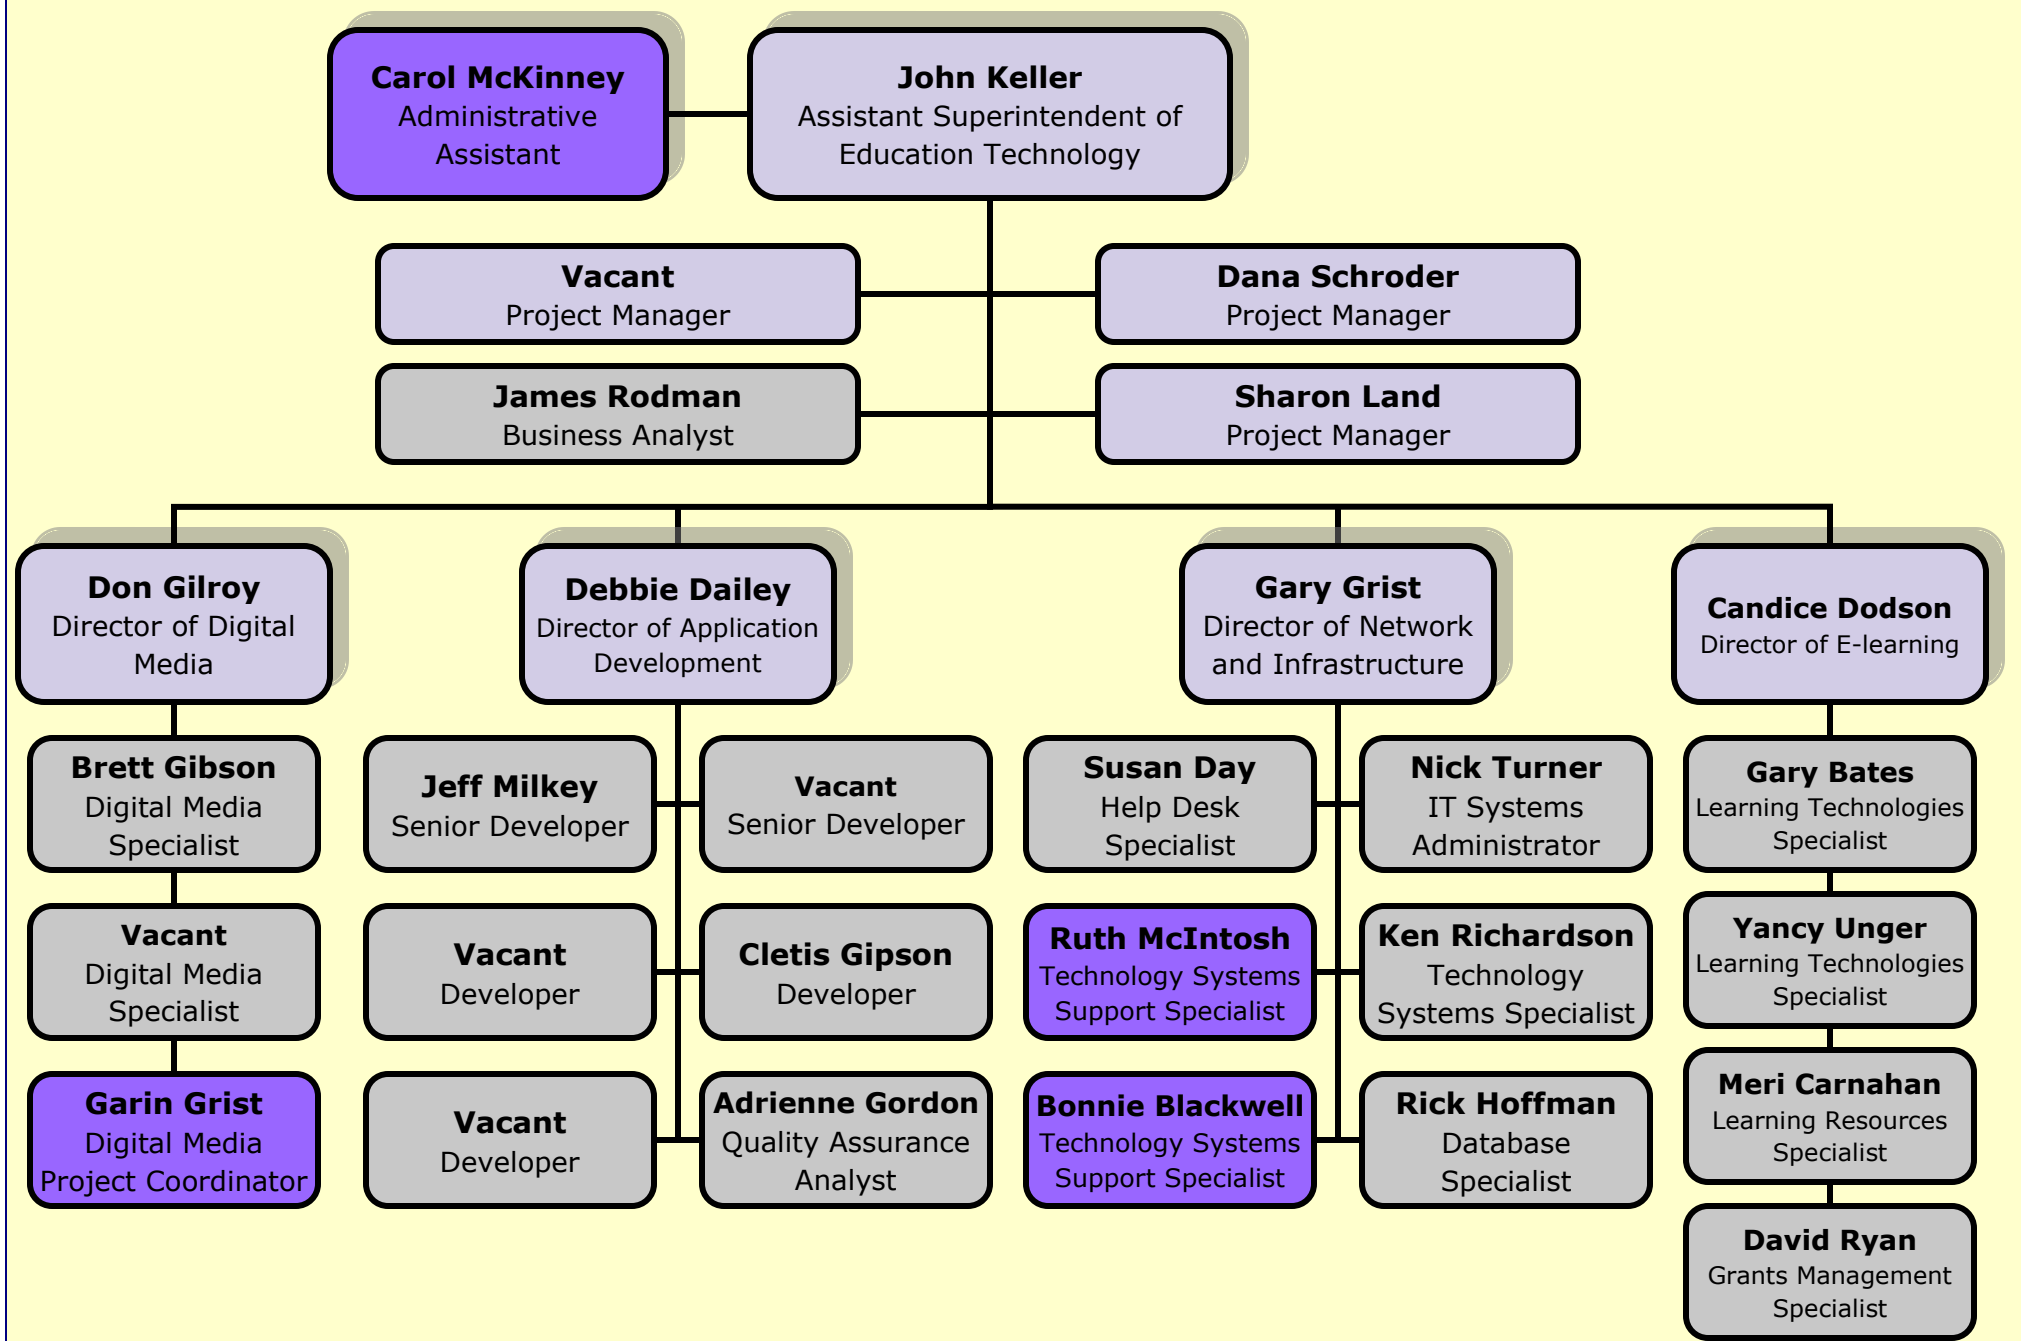 Carol McKinney
Administrative
Assistant
John Keller
Assistant Superintendent of
Education Technology
Vacant
Project Manager
Dana Schroder
Project Manager
James Rodman
Business Analyst
Sharon Land
Project Manager
Don Gilroy
Director of Digital
Media
Debbie Dailey
Director of Application
Development
Gary Grist
Director of Network
and Infrastructure
Candice Dodson
Director of E-learning
Brett Gibson
Digital Media
Specialist
Vacant
Digital Media
Specialist
Garin Grist
Digital Media
Project Coordinator
Jeff Milkey
Senior Developer
Vacant
Senior Developer
Vacant
Developer
Cletis Gipson
Developer
Vacant
Developer
Adrienne Gordon
Quality Assurance
Analyst
Susan Day
Help Desk
Specialist
Nick Turner
IT Systems
Administrator
Ruth McIntosh
Technology Systems
Support Specialist
Ken Richardson
Technology
Systems Specialist
Bonnie Blackwell
Technology Systems
Support Specialist
Rick Hoffman
Database
Specialist
Gary Bates
Learning Technologies
Specialist
Yancy Unger
Learning Technologies
Specialist
Meri Carnahan
Learning Resources
Specialist
David Ryan
Grants Management
Specialist